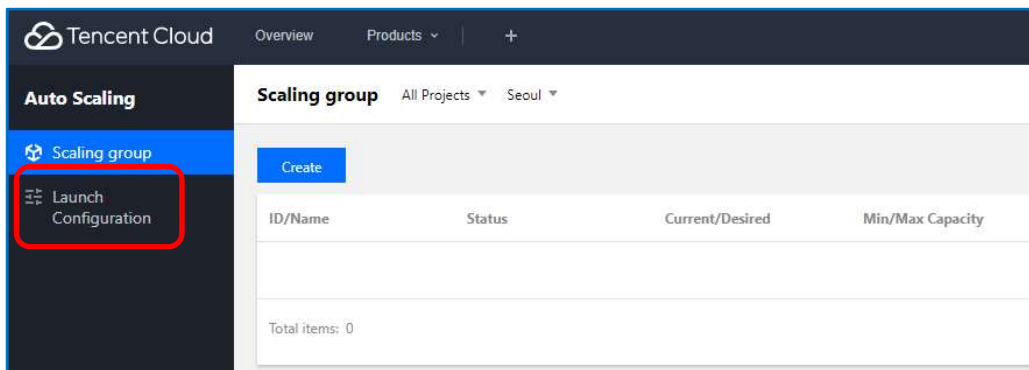 Tencent Cloud Overview Products +
Auto Scaling
Scaling group All Projects Seoul
Scaling group
Create
Launch
Configuration
ID/Name Status Current/Desired Min/Max Capacity
Total items: 0